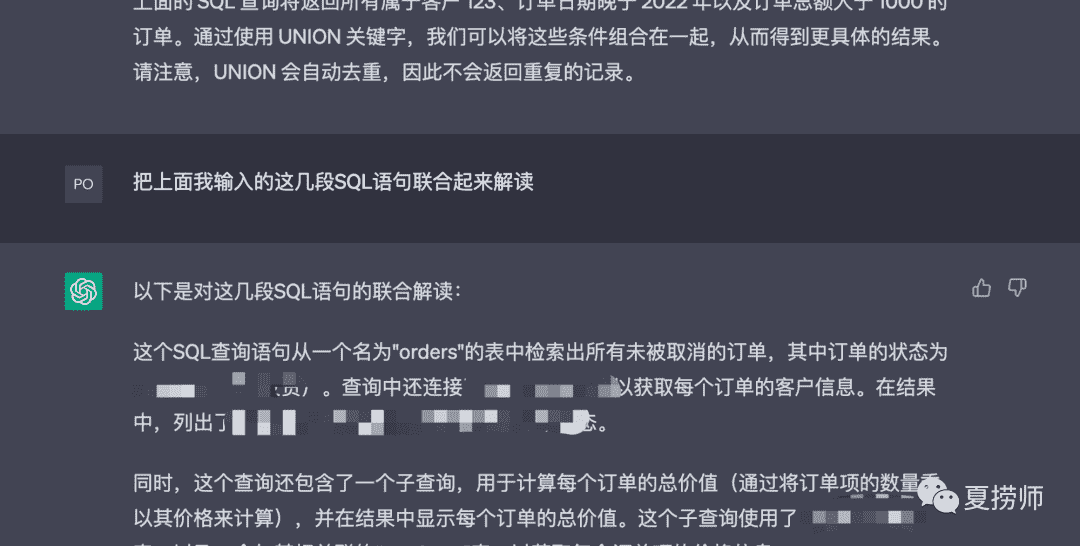 上面的 SQL 查询将返回所有属于客户 123、订单日期晚于 2022 年以及订单总额大于 1000 的
订单。通过使用 UNION 关键字，我们可以将这些条件组合在一起，从而得到更具体的结果。
请注意，UNION 会自动去重，因此不会返回重复的记录。
PO
把上面我输入的这几段SQL语句联合起来解读
以下是对这几段SQL语句的联合解读：
这个SQL查询语句从一个名为"orders"的表中检索出所有未被取消的订单，其中订单的状态为
）。查询中还连接 以获取每个订单的客户信息。在结果
中，列出了 态。
同时，这个查询还包含了一个子查询，用于计算每个订单的总价值（通过将订单项的数量乘
以其价格来计算），并在结果中显示每个订单的总价值。这个子查询使用了
夏捞师